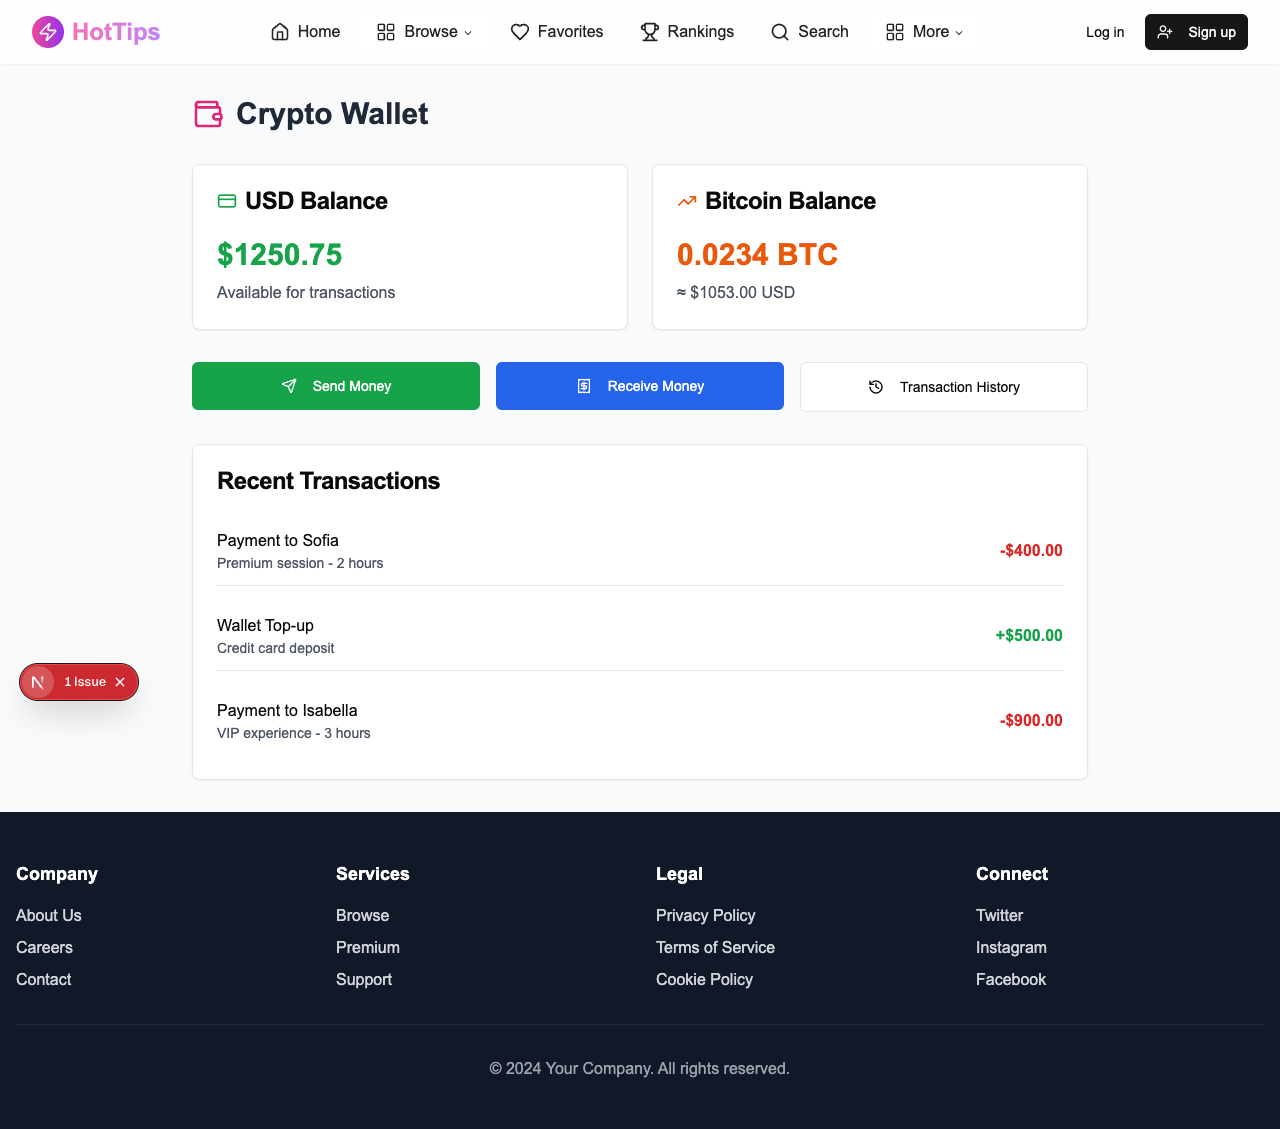 HotTips
Home
Browse
Favorites
Rankings
Search
More
Log in
Sign up
Crypto Wallet
USD Balance
$1250.75
Available for transactions
Bitcoin Balance
0.0234 BTC
≈ $1053.00 USD
Send Money
Receive Money
Transaction History
Recent Transactions
Payment to Sofia
Premium session - 2 hours
-$400.00
Wallet Top-up
Credit card deposit
+$500.00
Payment to Isabella
VIP experience - 3 hours
-$900.00
N
1 Issue
Company
About Us
Careers
Contact
Services
Browse
Premium
Support
Legal
Privacy Policy
Terms of Service
Cookie Policy
Connect
Twitter
Instagram
Facebook
© 2024 Your Company. All rights reserved.